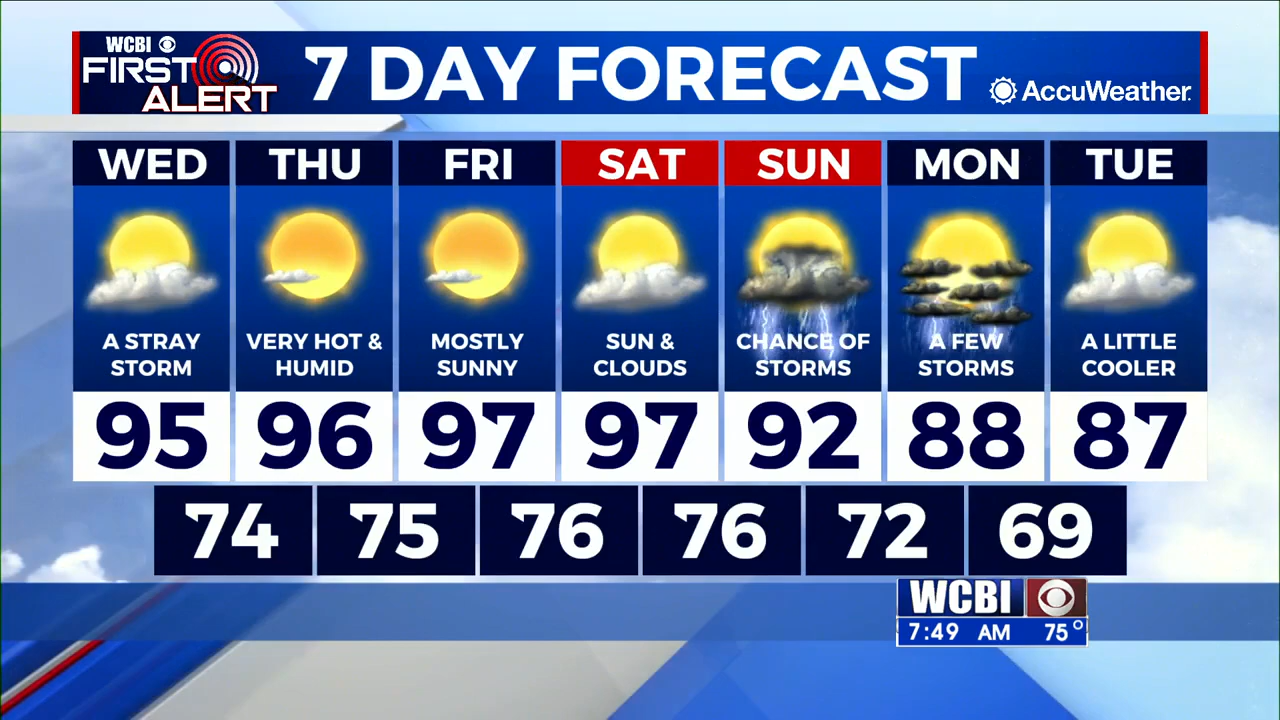 WCBI
FIRST
ALERT
7 DAY FORECAST
AccuWeather.
WED THU FRI SAT SUN MON TUE
A STRAY
STORM
VERY HOT &
HUMID
MOSTLY
SUNNY
SUN &
CLOUDS
CHANCE OF
STORMS
A FEW
STORMS
A LITTLE
COOLER
95 96 97 97 92 88 87
74 75 76 76 72 69
WCBI
7:49 AM 75°